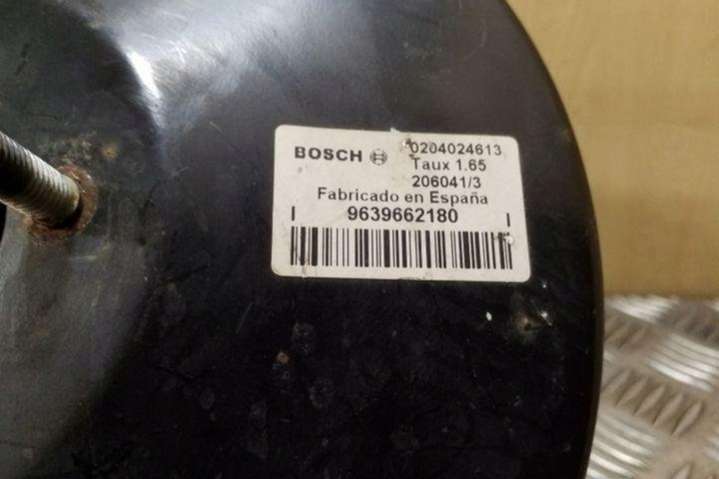 BOSCH 0204024613
Taux 1.65
206041/3
Fabricado en España
9639662180